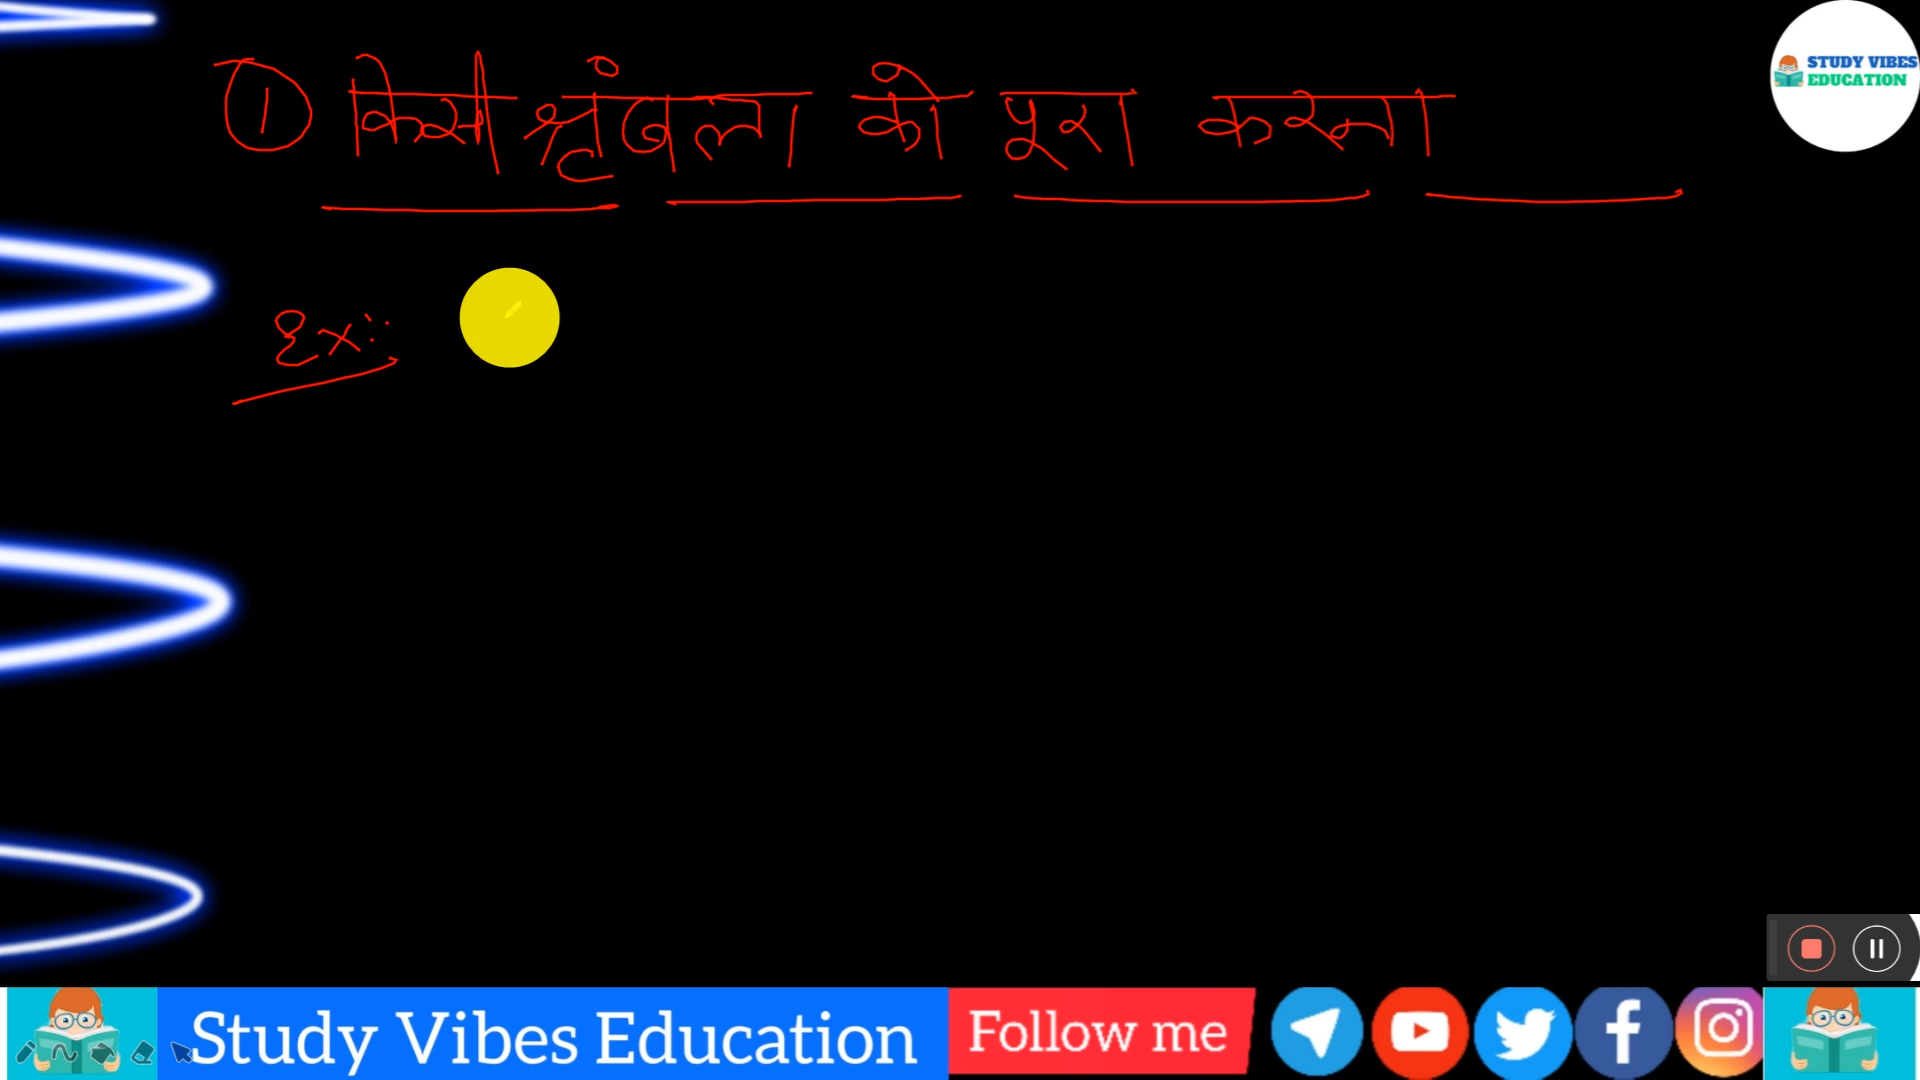 ① किसी श्रृंखला को पूरा करना
STUDY VIBES
EDUCATION
Ex:-
Study Vibes Education Follow me